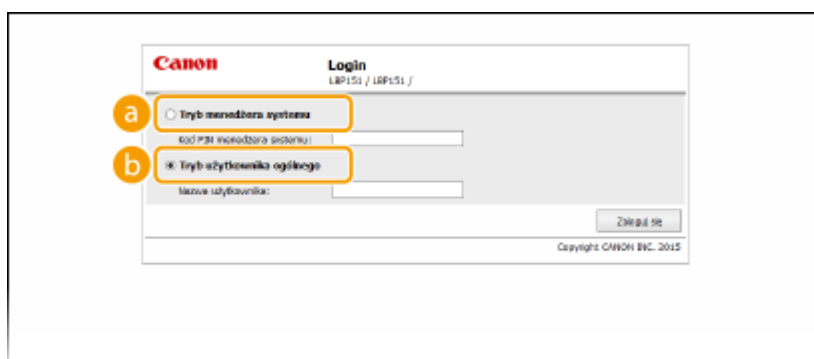 Canon
Login
LBP151 / LBP151 /
a
Tryb menedżera systemu
Kod PIN menedżera systemu:
b
Tryb użytkownika ogólnego
Nazwa użytkownika:
Zaloguj się
Copyright CANON INC. 2015